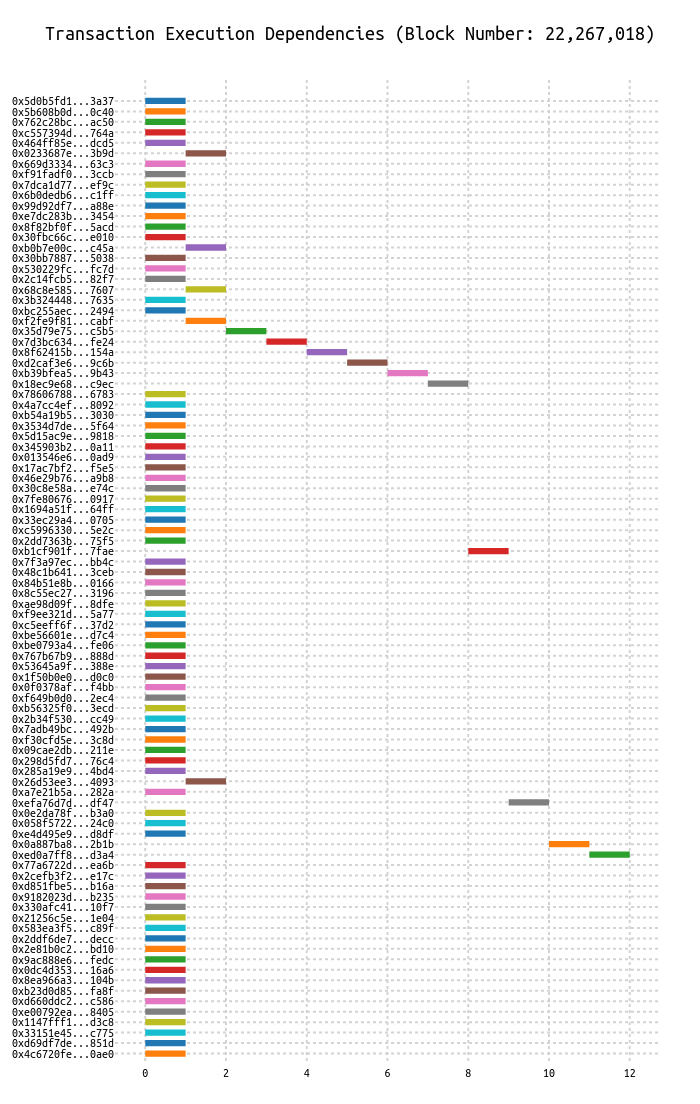 Transaction Execution Dependencies (Block Number: 22,267,018)
0x5d0b5fd1...3a37
0x5b608b0d...0c40
0x762c28bc...ac50
0xc557394d...764a
0x464ff85e...dcd5
0x0233687e...3b9d
0x669d3334...63c3
0xf91fadf0...3ccb
0x7dca1d77...ef9c
0x6b0dedb6...c1ff
0x99d92df7...a88e
0xe7dc283b...3454
0x8f82bf0f...5acd
0x30fbc66c...e010
0xb0b7e00c...c45a
0x30bb7887...5038
0x530229fc...fc7d
0x2c14fcb5...82f7
0x68c8e585...7607
0x3b324448...7635
0xbc255aec...2494
0xf2fe9f81...cabf
0x35d79e75...c5b5
0x7d3bc634...fe24
0x8f62415b...154a
0xd2caf3e6...9c6b
0xb39bfea5...9b43
0x18ec9e68...c9ec
0x78606788...6783
0x4a7cc4ef...8092
0xb54a19b5...3030
0x3534d7de...5f64
0x5d15ac9e...9818
0x345903b2...0a11
0x013546e6...0ad9
0x17ac7bf2...f5e5
0x46e29b76...a9b8
0x30c8e58a...e74c
0x7fe80676...0917
0x1694a51f...64ff
0x33ec29a4...0705
0xc5996330...5e2c
0x2dd7363b...75f5
0xb1cf901f...7fae
0x7f3a97ec...bb4c
0x48c1b641...3ceb
0x84b51e8b...0166
0x8c55ec27...3196
0xae98d09f...8dfe
0xf9ee321d...5a77
0xc5eeff6f...37d2
0xbe56601e...d7c4
0xbe0793a4...fe06
0x767b67b9...888d
0x53645a9f...388e
0x1f50b0e0...d0c0
0x0f0378af...f4bb
0xf649b0d0...2ec4
0xb56325f0...3ecd
0x2b34f530...cc49
0x7adb49bc...492b
0xf30cfd5e...3c8d
0x09cae2db...211e
0x298d5fd7...76c4
0x285a19e9...4bd4
0x26d53ee3...4093
0xa7e21b5a...282a
0xefa76d7d...df47
0x0e2da78f...b3a0
0x058f5722...24c0
0xe4d495e9...d8df
0x0a887ba8...2b1b
0xed0a7ff8...d3a4
0x77a6722d...ea6b
0x2cefb3f2...e17c
0xd851fbe5...b16a
0x9182023d...b235
0x330afc41...10f7
0x21256c5e...1e04
0x583ea3f5...c89f
0x2ddf6de7...decc
0x2e81b0c2...bd10
0x9ac888e6...fedc
0x0dc4d353...16a6
0x8ea966a3...104b
0xb23d0d85...fa8f
0xd660ddc2...c586
0xe00792ea...8405
0x1147fff1...d3c8
0x33151e45...c775
0xd69df7de...851d
0x4c6720fe...0ae0
0 2 4 6 8 10 12